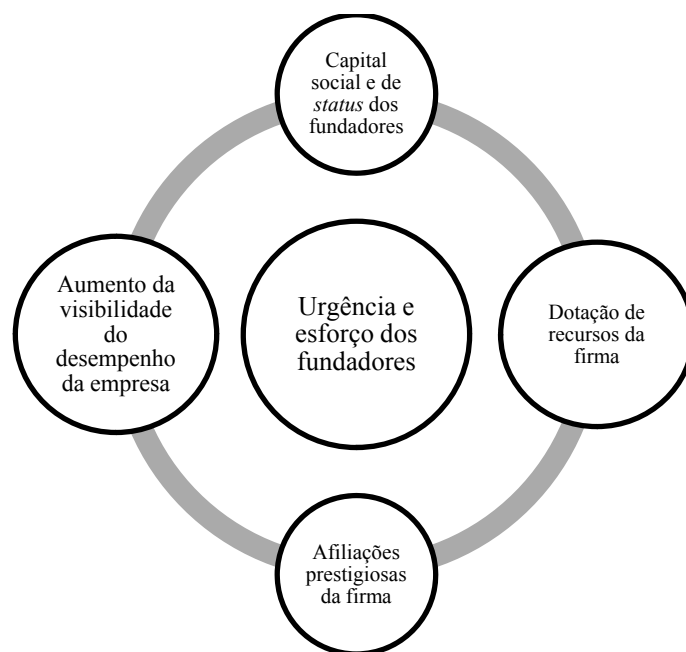 Capital
social e de
status dos
fundadores
Aumento da
visibilidade
do
desempenho
da empresa
Urgência e
esforço dos
fundadores
Dotação de
recursos da
firma
Afiliações
prestigiosas
da firma